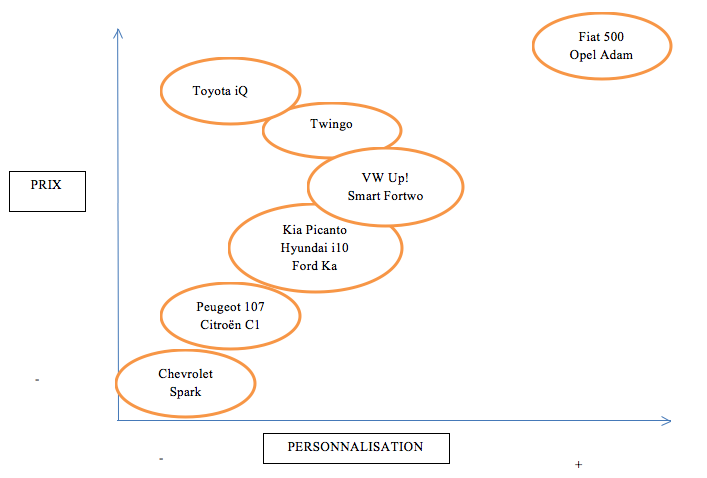 Fiat 500
Opel Adam
Toyota iQ
Twingo
PRIX
VW Up!
Smart Fortwo
Kia Picanto
Hyundai i10
Ford Ka
Peugeot 107
Citroën C1
Chevrolet
Spark
-
PERSONNALISATION
-
+